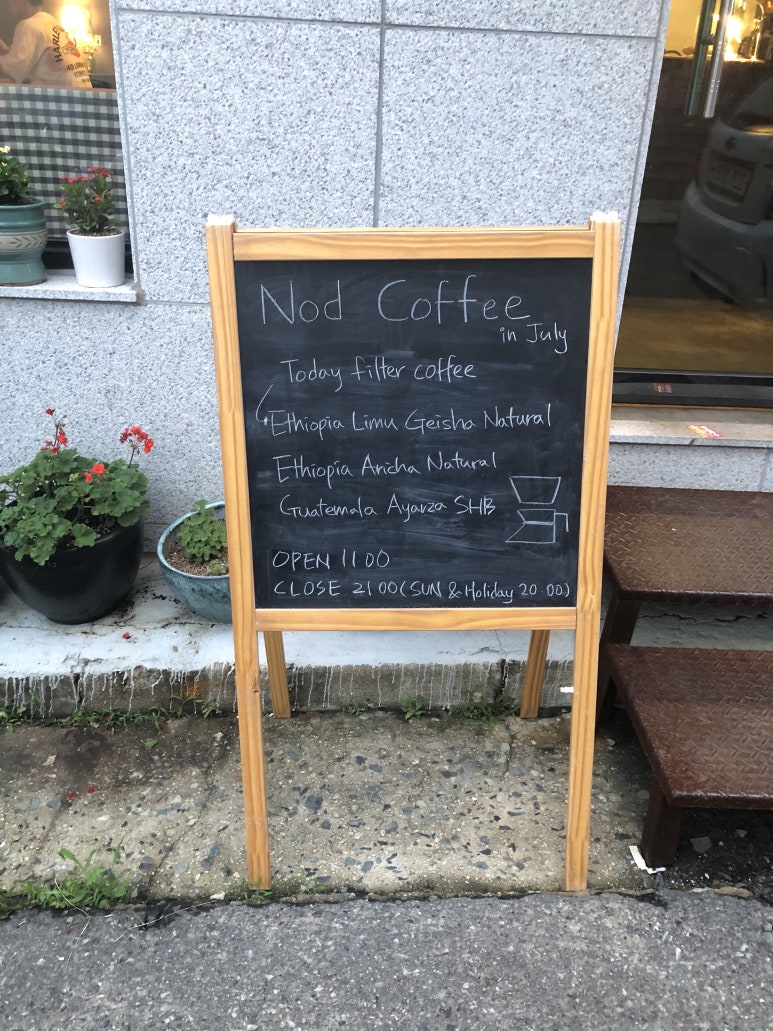 Nod Coffee
in July
Today filter coffee
Ethiopia Limu Geisha Natural
Ethiopia Aricha Natural
Guatemala Ayarza SHB
OPEN 11 00
CLOSE 21 00 (SUN & Holiday 20:00)